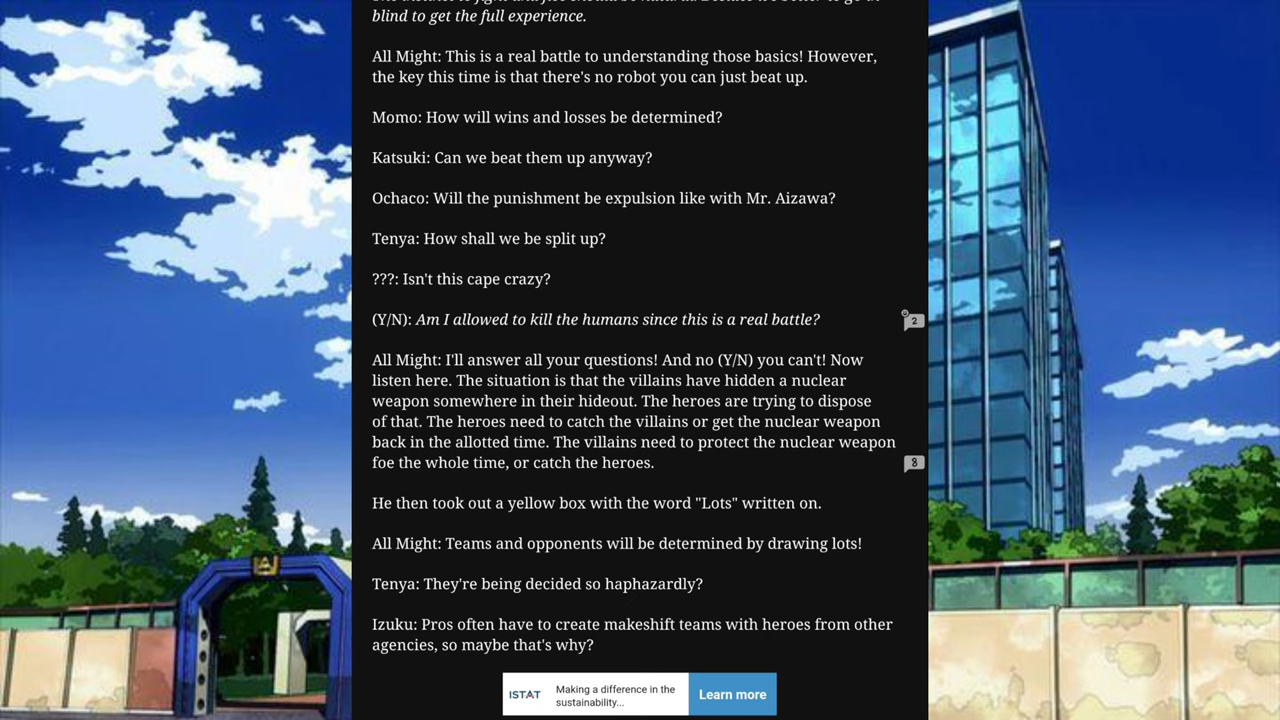 blind to get the full experience.
All Might: This is a real battle to understanding those basics! However,
the key this time is that there's no robot you can just beat up.
Momo: How will wins and losses be determined?
Katsuki: Can we beat them up anyway?
Ochaco: Will the punishment be expulsion like with Mr. Aizawa?
Tenya: How shall we be split up?
???: Isn't this cape crazy?
(Y/N): Am I allowed to kill the humans since this is a real battle?
2
All Might: I'll answer all your questions! And no (Y/N) you can't! Now
listen here. The situation is that the villains have hidden a nuclear
weapon somewhere in their hideout. The heroes are trying to dispose
of that. The heroes need to catch the villains or get the nuclear weapon
back in the allotted time. The villains need to protect the nuclear weapon
foe the whole time, or catch the heroes.
8
He then took out a yellow box with the word "Lots" written on.
All Might: Teams and opponents will be determined by drawing lots!
Tenya: They're being decided so haphazardly?
Izuku: Pros often have to create makeshift teams with heroes from other
agencies, so maybe that's why?
ISTAT
Making a difference in the
sustainability...
Learn more